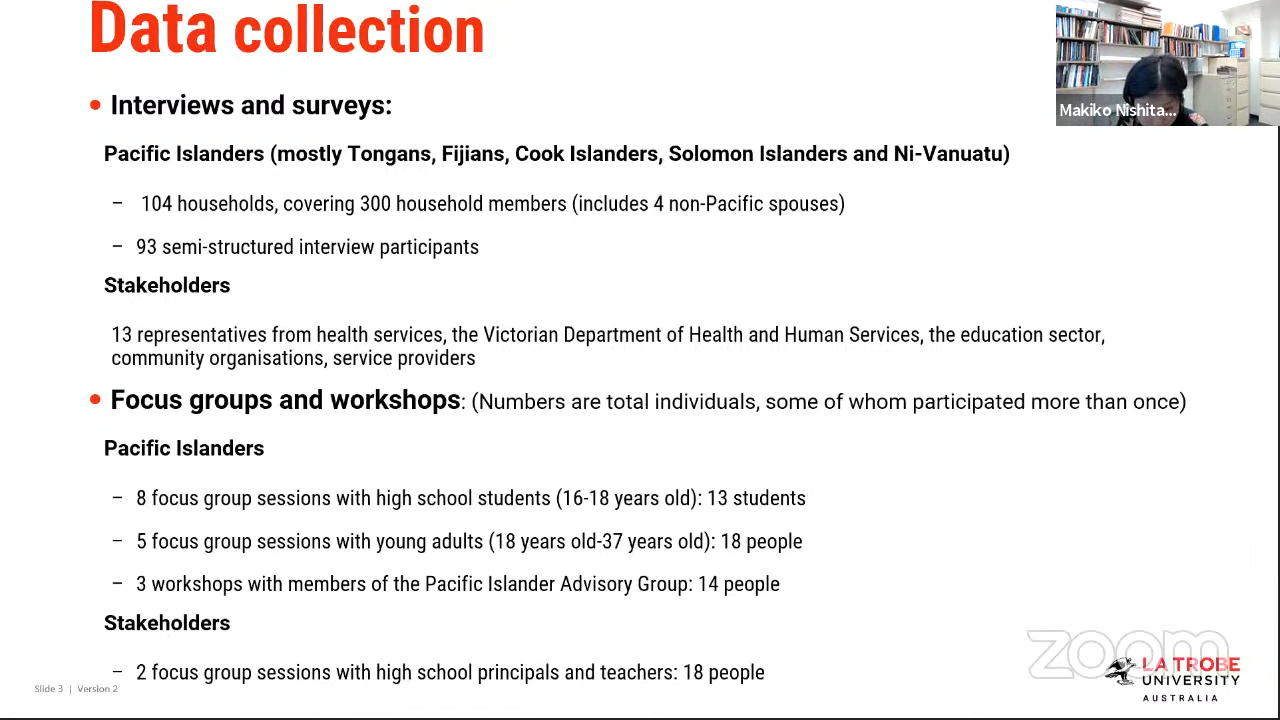 Data collection
• Interviews and surveys:
Pacific Islanders (mostly Tongans, Fijians, Cook Islanders, Solomon Islanders and Ni-Vanuatu)
– 104 households, covering 300 household members (includes 4 non-Pacific spouses)
– 93 semi-structured interview participants
Stakeholders
13 representatives from health services, the Victorian Department of Health and Human Services, the education sector,
community organisations, service providers
• Focus groups and workshops: (Numbers are total individuals, some of whom participated more than once)
Pacific Islanders
– 8 focus group sessions with high school students (16-18 years old): 13 students
– 5 focus group sessions with young adults (18 years old-37 years old): 18 people
– 3 workshops with members of the Pacific Islander Advisory Group: 14 people
Stakeholders
– 2 focus group sessions with high school principals and teachers: 18 people
Slide 3 | Version 2
Makiko Nishita...
zoom
LA TROBE
UNIVERSITY
AUSTRALIA